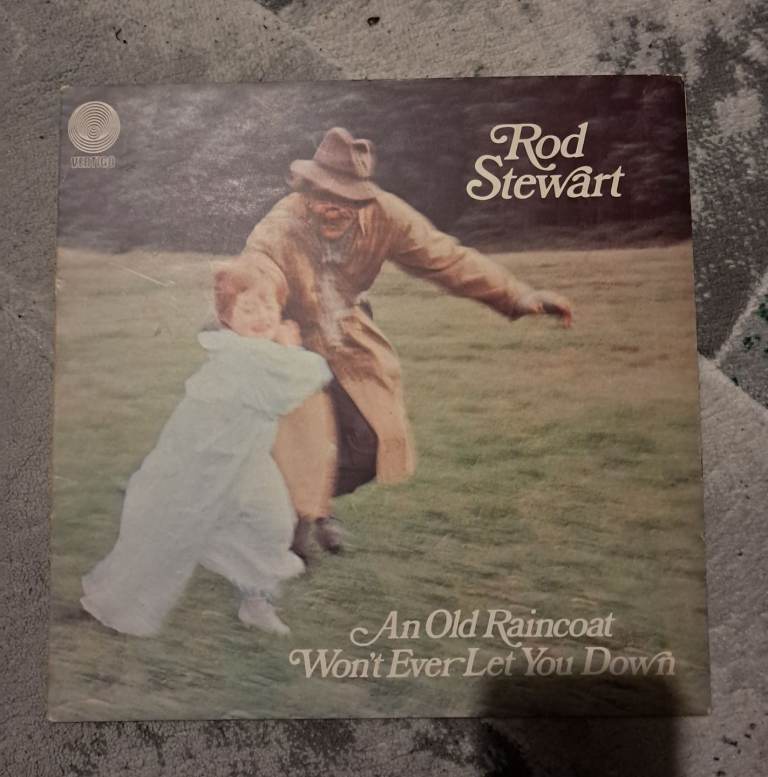 VERTIGO
Rod
Stewart
An Old Raincoat
Won't Ever Let You Down